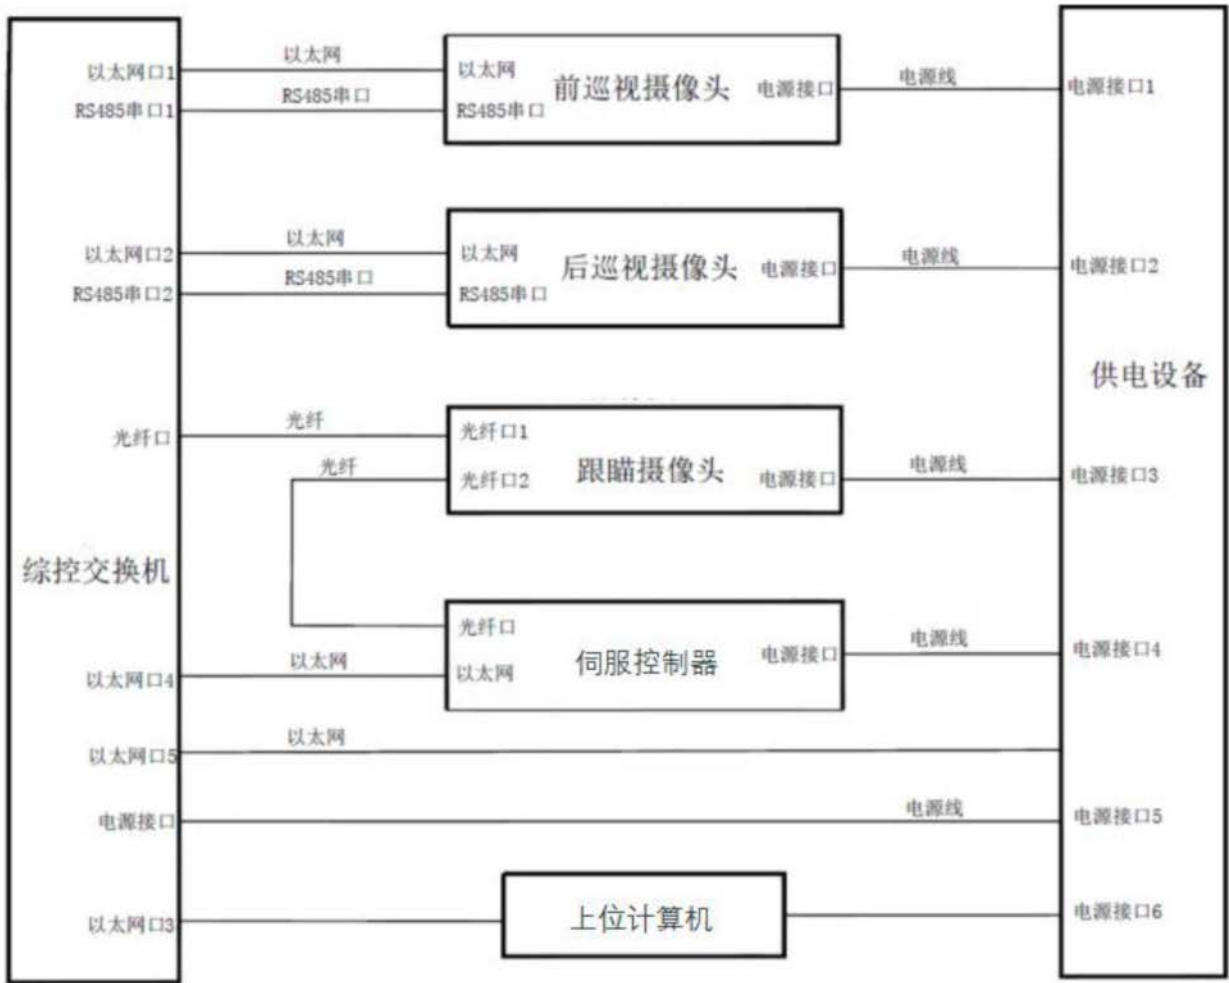 以太网口1
以太网
以太网
前巡视摄像头
电源接口
电源线
电源接口1
RS485串口1
RS485串口
RS485串口
以太网口2
以太网
以太网
后巡视摄像头
电源接口
电源线
电源接口2
RS485串口2
RS485串口
RS485串口
供电设备
光纤口
光纤
光纤口1
跟瞄摄像头
电源接口
电源线
电源接口3
光纤
光纤口2
综控交换机
光纤口
伺服控制器
电源接口
电源线
电源接口4
以太网口4
以太网
以太网
以太网口5
以太网
电源接口
电源线
电源接口5
以太网口3
上位计算机
电源接口6